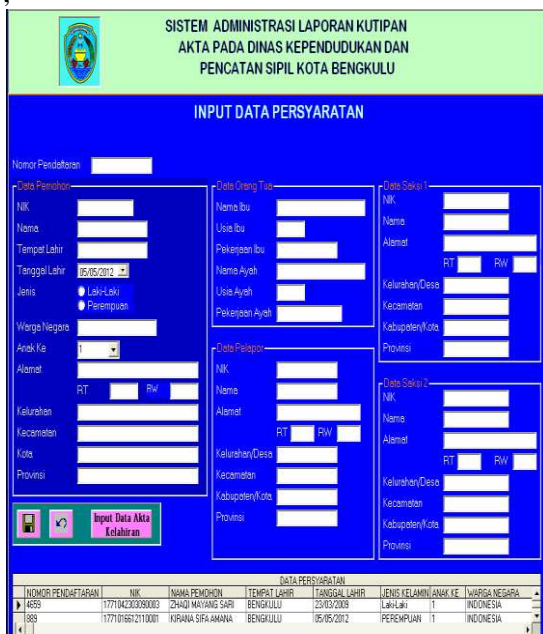 SISTEM ADMINISTRASI LAPORAN KUTIPAN
AKTA PADA DINAS KEPENDUDUKAN DAN
PENCATAN SIPIL KOTA BENGKULU
INPUT DATA PERSYARATAN
Nomor Pendaftaran
Data Pemohon
NIK
Nama
Tempat Lahir
Tanggal Lahir 05/05/2012
Jenis Laki-Laki
Perempuan
Warga Negara
Anak Ke 1
Alamat
RT RW
Kelurahan
Kecamatan
Kota
Provinsi
Input Data Akta
Kelahiran
Data Orang Tua
Nama Ibu
Usia Ibu
Pekerjaan Ibu
Nama Ayah
Usia Ayah
Pekerjaan Ayah
Data Pelapor
NIK
Nama
Alamat
RT RW
Kelurahan/Desa
Kecamatan
Kabupaten/Kota
Provinsi
Data Saksi 1
NIK
Nama
Alamat
RT RW
Kelurahan/Desa
Kecamatan
Kabupaten/Kota
Provinsi
Data Saksi 2
NIK
Nama
Alamat
RT RW
Kelurahan/Desa
Kecamatan
Kabupaten/Kota
Provinsi
DATA PERSYARATAN
NOMOR PENDAFTARAN NIK NAMA PEMOHON TEMPAT LAHIR TANGGAL LAHIR JENIS KELAMIN ANAK KE WARGA NEGARA
4659 1771042303090003 ZHAQI MAYANG SARI BENGKULU 23/03/2009 Laki-Laki 1 INDONESIA
889 1771016612110001 KIRANA SIFA AMANA BENGKULU 05/05/2012 PEREMPUAN 1 INDONESIA